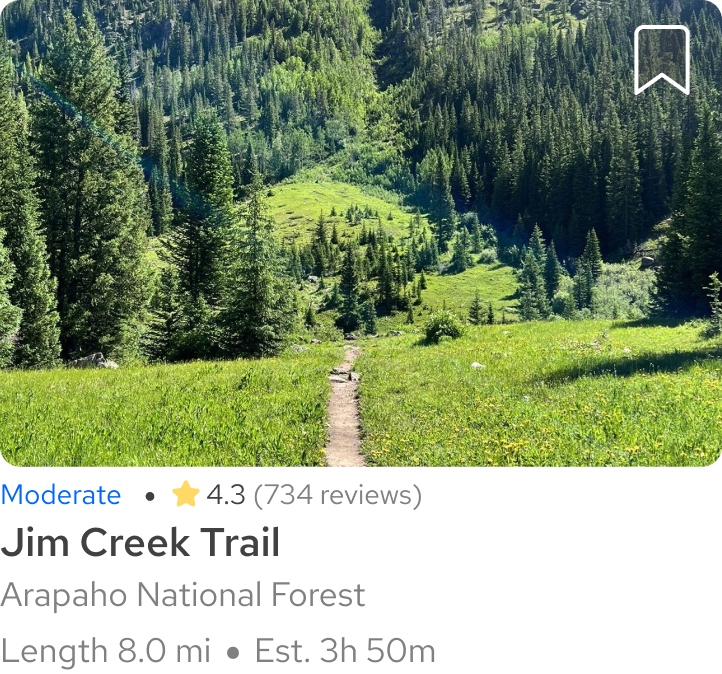 Moderate • 4.3 (734 reviews)
Jim Creek Trail
Arapaho National Forest
Length 8.0 mi • Est. 3h 50m